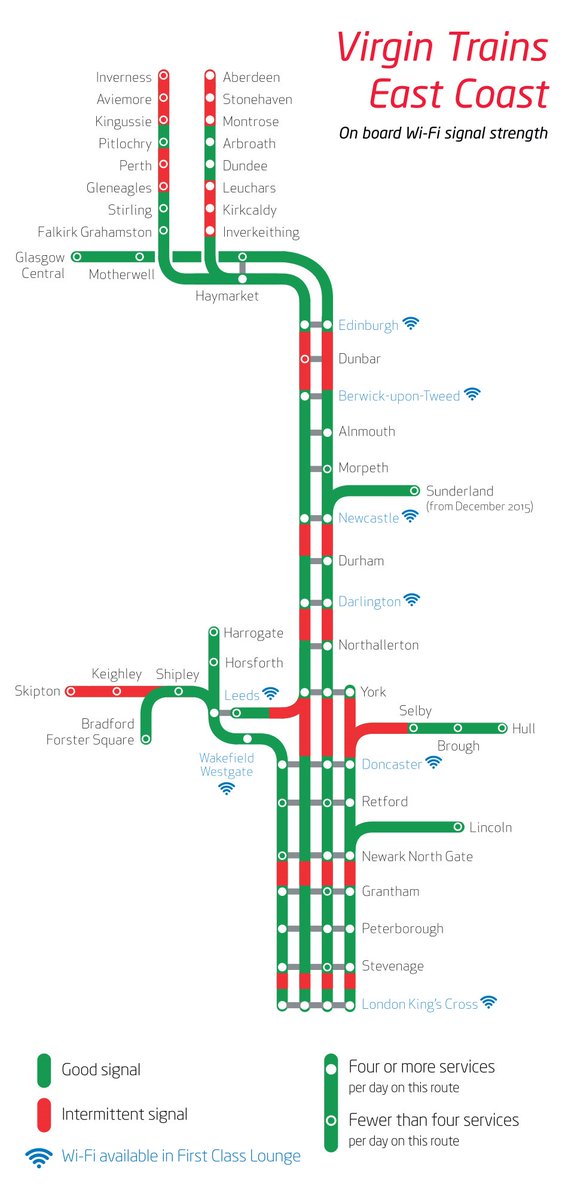 Virgin Trains
East Coast
On board Wi-Fi signal strength
Inverness
Aberdeen
Aviemore
Stonehaven
Kingussie
Montrose
Pitlochry
Arbroath
Perth
Dundee
Gleneagles
Leuchars
Stirling
Kirkcaldy
Falkirk Grahamston
Inverkeithing
Glasgow
Central
Motherwell
Haymarket
Edinburgh
Dunbar
Berwick-upon-Tweed
Alnmouth
Morpeth
Sunderland
(from December 2015)
Newcastle
Durham
Darlington
Harrogate
Northallerton
Horsforth
Keighley
Shipley
Skipton
Leeds
York
Selby
Bradford
Forster Square
Hull
Brough
Wakefield
Westgate
Doncaster
Retford
Lincoln
Newark North Gate
Grantham
Peterborough
Stevenage
London King's Cross
Good signal
Intermittent signal
Wi-Fi available in First Class Lounge
Four or more services
per day on this route
Fewer than four services
per day on this route